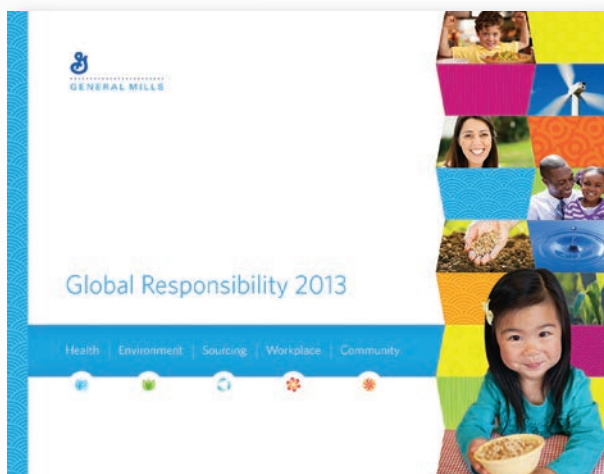 GENERAL MILLS
Global Responsibility 2013
Health | Environment | Sourcing | Workplace | Community